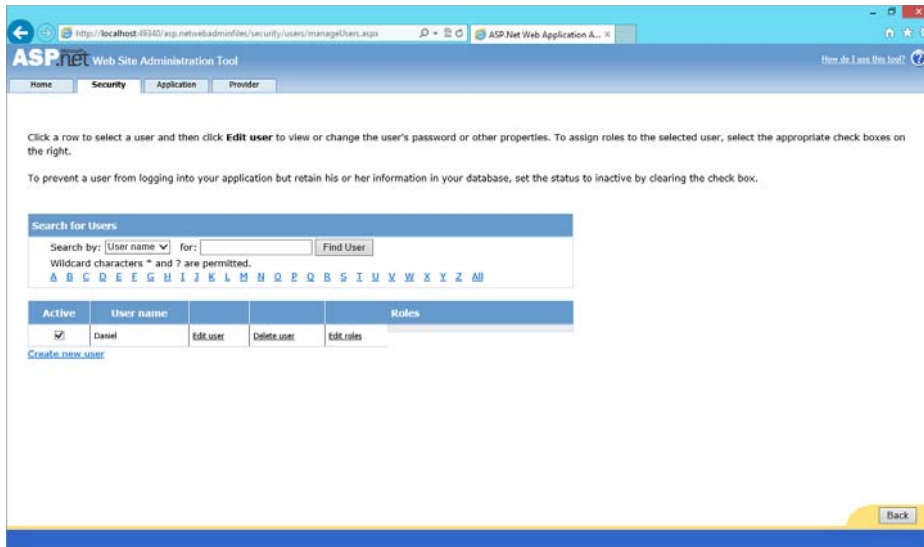 http://localhost:49340/asp.netwebadminfiles/security/users/manageUsers.aspx
ASP.Net Web Application A...
Microsoft
ASP.net Web Site Administration Tool
How do I use this tool?
Home Security Application Provider
Click a row to select a user and then click Edit user to view or change the user's password or other properties. To assign roles to the selected user, select the appropriate check boxes on
the right.
To prevent a user from logging into your application but retain his or her information in your database, set the status to inactive by clearing the check box.
Search for Users
Search by: User name for: Find User
Wildcard characters * and ? are permitted.
A B C D E F G H I J K L M N O P Q R S T U V W X Y Z All
Active User name Roles
Daniel Edit user Delete user Edit roles
Create new user
Back